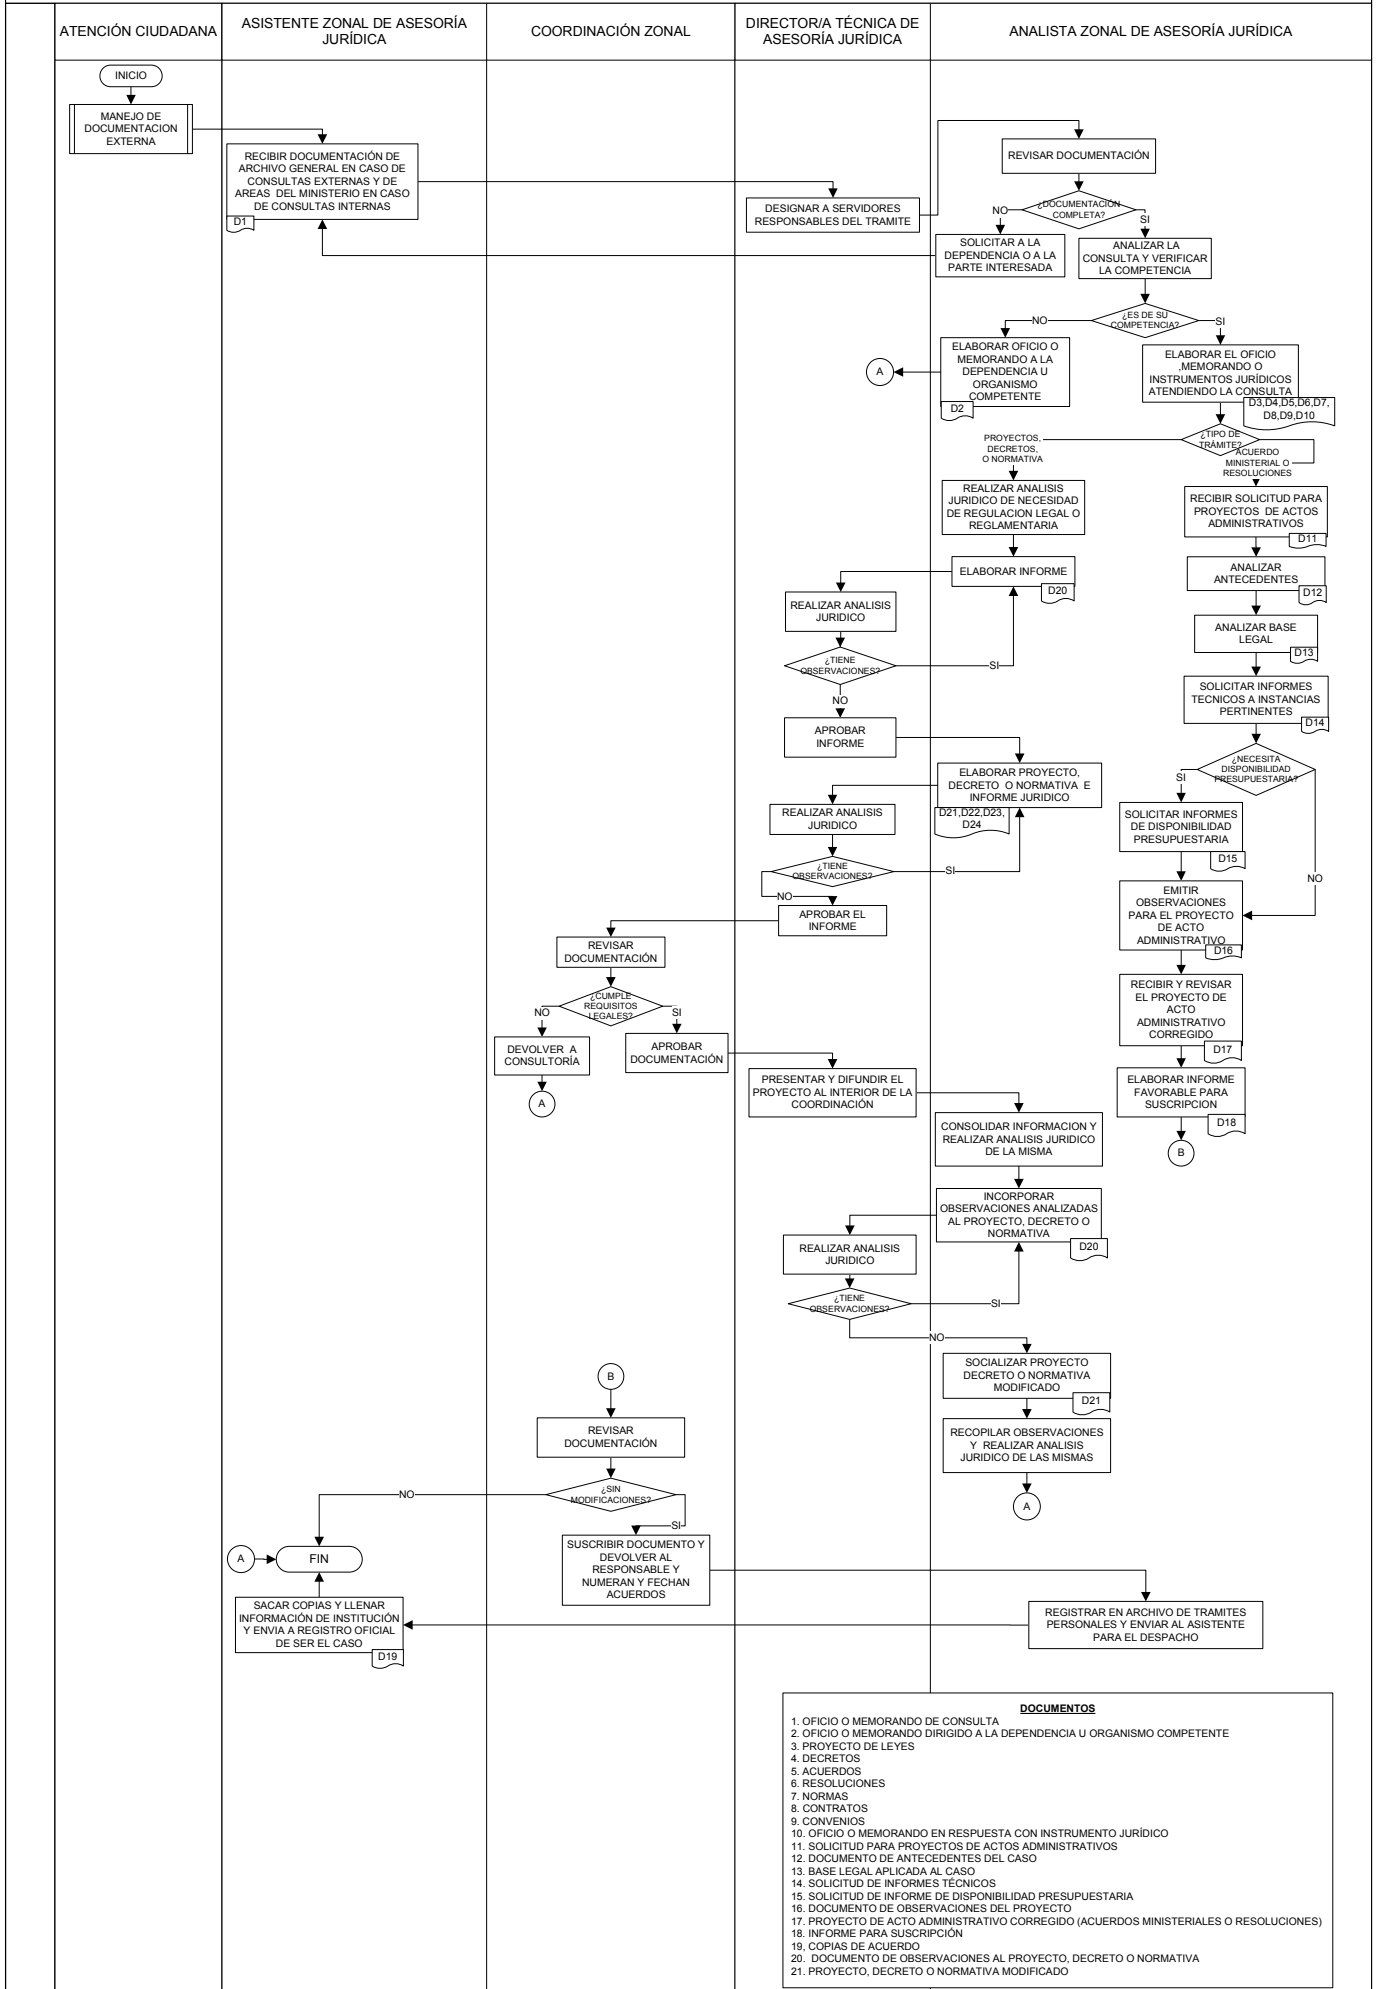 ATENCIÓN CIUDADANA
ASISTENTE ZONAL DE ASESORÍA
JURÍDICA
COORDINACIÓN ZONAL
DIRECTOR/A TÉCNICA DE
ASESORÍA JURÍDICA
ANALISTA ZONAL DE ASESORÍA JURÍDICA
INICIO
MANEJO DE
DOCUMENTACION
EXTERNA
RECIBIR DOCUMENTACIÓN DE
ARCHIVO GENERAL EN CASO DE
CONSULTAS EXTERNAS Y DE
AREAS DEL MINISTERIO EN CASO
DE CONSULTAS INTERNAS
D1
DESIGNAR A SERVIDORES
RESPONSABLES DEL TRAMITE
REVISAR DOCUMENTACIÓN
¿DOCUMENTACIÓN
COMPLETA?
NO
SI
SOLICITAR A LA
DEPENDENCIA O A LA
PARTE INTERESADA
ANALIZAR LA
CONSULTA Y VERIFICAR
LA COMPETENCIA
¿ES DE SU
COMPETENCIA?
NO
SI
ELABORAR OFICIO O
MEMORANDO A LA
DEPENDENCIA U
ORGANISMO
COMPETENTE
D2
A
ELABORAR EL OFICIO
,MEMORANDO O
INSTRUMENTOS JURÍDICOS
ATENDIENDO LA CONSULTA
D3,D4,D5,D6,D7,
D8,D9,D10
¿TIPO DE
TRÁMITE?
PROYECTOS,
DECRETOS,
O NORMATIVA
ACUERDO
MINISTERIAL O
RESOLUCIONES
REALIZAR ANALISIS
JURIDICO DE NECESIDAD
DE REGULACION LEGAL O
REGLAMENTARIA
RECIBIR SOLICITUD PARA
PROYECTOS DE ACTOS
ADMINISTRATIVOS
D11
ELABORAR INFORME
D20
ANALIZAR
ANTECEDENTES
D12
REALIZAR ANALISIS
JURIDICO
ANALIZAR BASE
LEGAL
D13
¿TIENE
OBSERVACIONES?
SI
NO
SOLICITAR INFORMES
TECNICOS A INSTANCIAS
PERTINENTES
D14
APROBAR
INFORME
¿NECESITA
DISPONIBILIDAD
PRESUPUESTARIA?
SI
NO
ELABORAR PROYECTO,
DECRETO O NORMATIVA E
INFORME JURIDICO
D21,D22,D23,
D24
REALIZAR ANALISIS
JURIDICO
SOLICITAR INFORMES
DE DISPONIBILIDAD
PRESUPUESTARIA
D15
¿TIENE
OBSERVACIONES?
SI
NO
APROBAR EL
INFORME
EMITIR
OBSERVACIONES
PARA EL PROYECTO
DE ACTO
ADMINISTRATIVO
D16
REVISAR
DOCUMENTACIÓN
¿CUMPLE
REQUISITOS
LEGALES?
NO
SI
RECIBIR Y REVISAR
EL PROYECTO DE
ACTO
ADMINISTRATIVO
CORREGIDO
D17
DEVOLVER A
CONSULTORÍA
A
APROBAR
DOCUMENTACIÓN
PRESENTAR Y DIFUNDIR EL
PROYECTO AL INTERIOR DE LA
COORDINACIÓN
ELABORAR INFORME
FAVORABLE PARA
SUSCRIPCION
D18
B
CONSOLIDAR INFORMACION Y
REALIZAR ANALISIS JURIDICO
DE LA MISMA
INCORPORAR
OBSERVACIONES ANALIZADAS
AL PROYECTO, DECRETO O
NORMATIVA
D20
REALIZAR ANALISIS
JURIDICO
¿TIENE
OBSERVACIONES?
SI
NO
SOCIALIZAR PROYECTO
DECRETO O NORMATIVA
MODIFICADO
D21
RECOPILAR OBSERVACIONES
Y REALIZAR ANALISIS
JURIDICO DE LAS MISMAS
A
B
REVISAR
DOCUMENTACIÓN
¿SIN
MODIFICACIONES?
NO
SI
SUSCRIBIR DOCUMENTO Y
DEVOLVER AL
RESPONSABLE Y
NUMERAN Y FECHAN
ACUERDOS
A
FIN
SACAR COPIAS Y LLENAR
INFORMACIÓN DE INSTITUCIÓN
Y ENVIA A REGISTRO OFICIAL
DE SER EL CASO
D19
REGISTRAR EN ARCHIVO DE TRAMITES
PERSONALES Y ENVIAR AL ASISTENTE
PARA EL DESPACHO
DOCUMENTOS
1. OFICIO O MEMORANDO DE CONSULTA
2. OFICIO O MEMORANDO DIRIGIDO A LA DEPENDENCIA U ORGANISMO COMPETENTE
3. PROYECTO DE LEYES
4. DECRETOS
5. ACUERDOS
6. RESOLUCIONES
7. NORMAS
8. CONTRATOS
9. CONVENIOS
10. OFICIO O MEMORANDO EN RESPUESTA CON INSTRUMENTO JURÍDICO
11. SOLICITUD PARA PROYECTOS DE ACTOS ADMINISTRATIVOS
12. DOCUMENTO DE ANTECEDENTES DEL CASO
13. BASE LEGAL APLICADA AL CASO
14. SOLICITUD DE INFORMES TÉCNICOS
15. SOLICITUD DE INFORME DE DISPONIBILIDAD PRESUPUESTARIA
16. DOCUMENTO DE OBSERVACIONES DEL PROYECTO
17. PROYECTO DE ACTO ADMINISTRATIVO CORREGIDO (ACUERDOS MINISTERIALES O RESOLUCIONES)
18. INFORME PARA SUSCRIPCIÓN
19, COPIAS DE ACUERDO
20. DOCUMENTO DE OBSERVACIONES AL PROYECTO, DECRETO O NORMATIVA
21. PROYECTO, DECRETO O NORMATIVA MODIFICADO